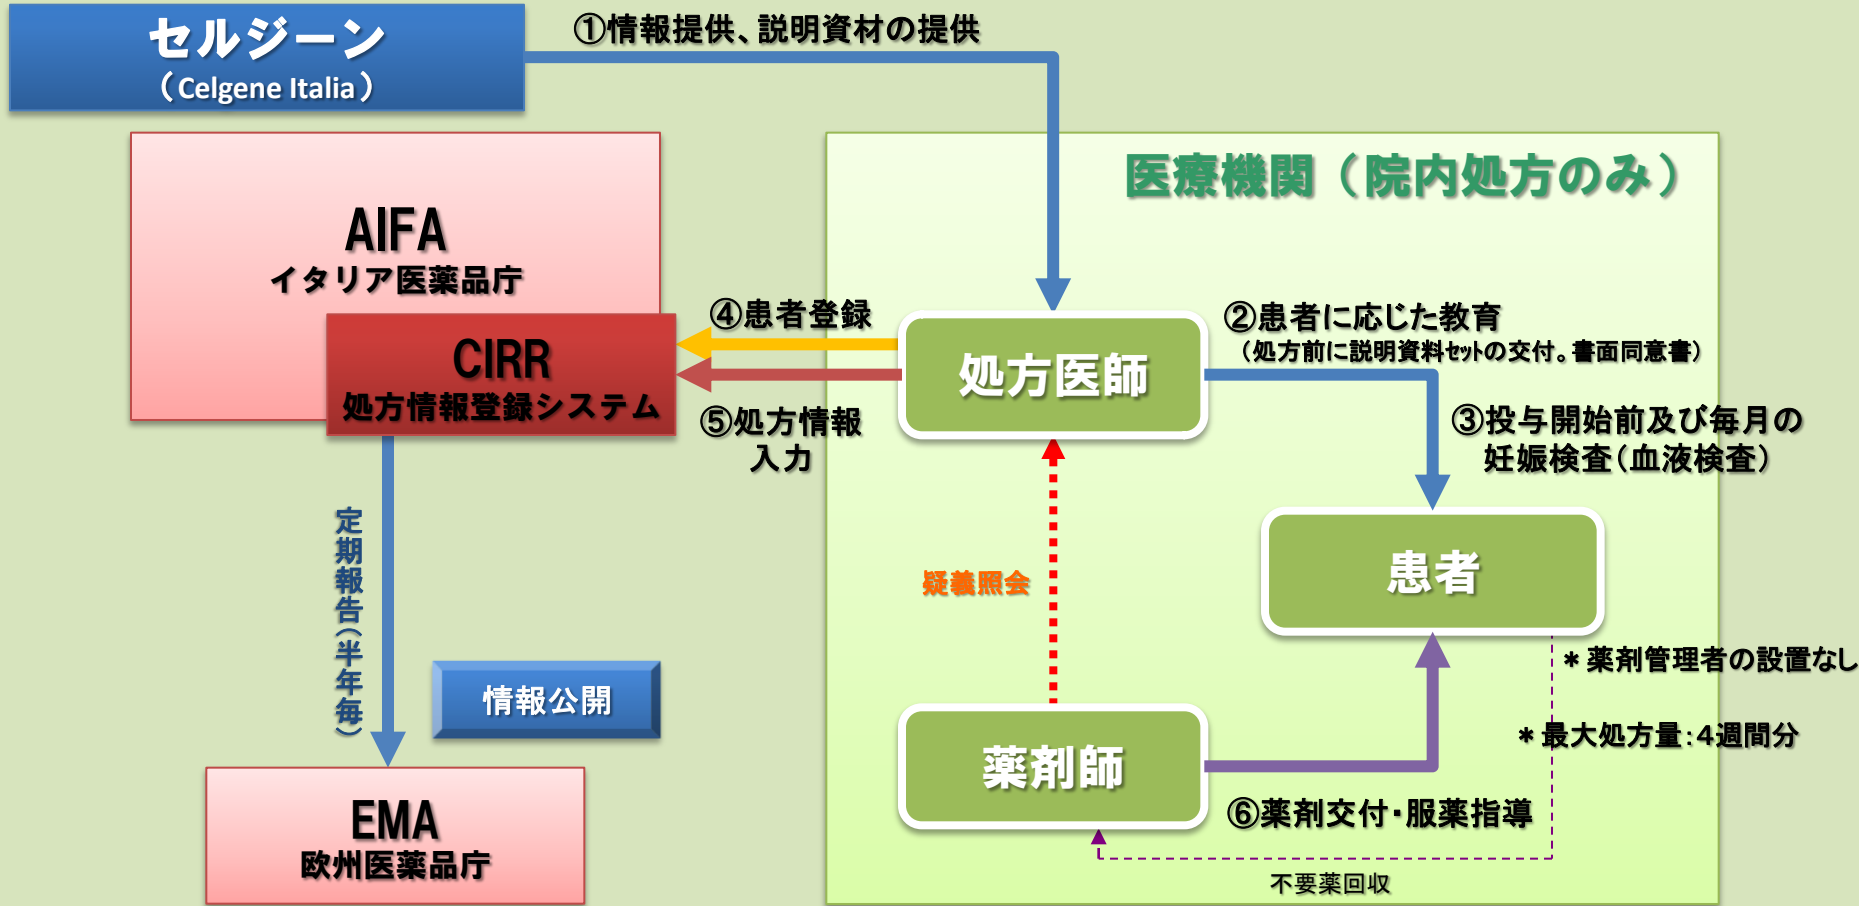 セルジーン
（Celgene Italia）
①情報提供、説明資材の提供
医療機関（院内処方のみ）
AIFA
イタリア医薬品庁
CIRR
処方情報登録システム
④患者登録
⑤処方情報
入力
処方医師
②患者に応じた教育
（処方前に説明資料セットの交付。書面同意書）
③投与開始前及び毎月の
妊娠検査（血液検査）
患者
疑義照会
定期報告（半年毎）
情報公開
＊薬剤管理者の設置なし
＊最大処方量：４週間分
薬剤師
⑥薬剤交付・服薬指導
不要薬回収
EMA
欧州医薬品庁